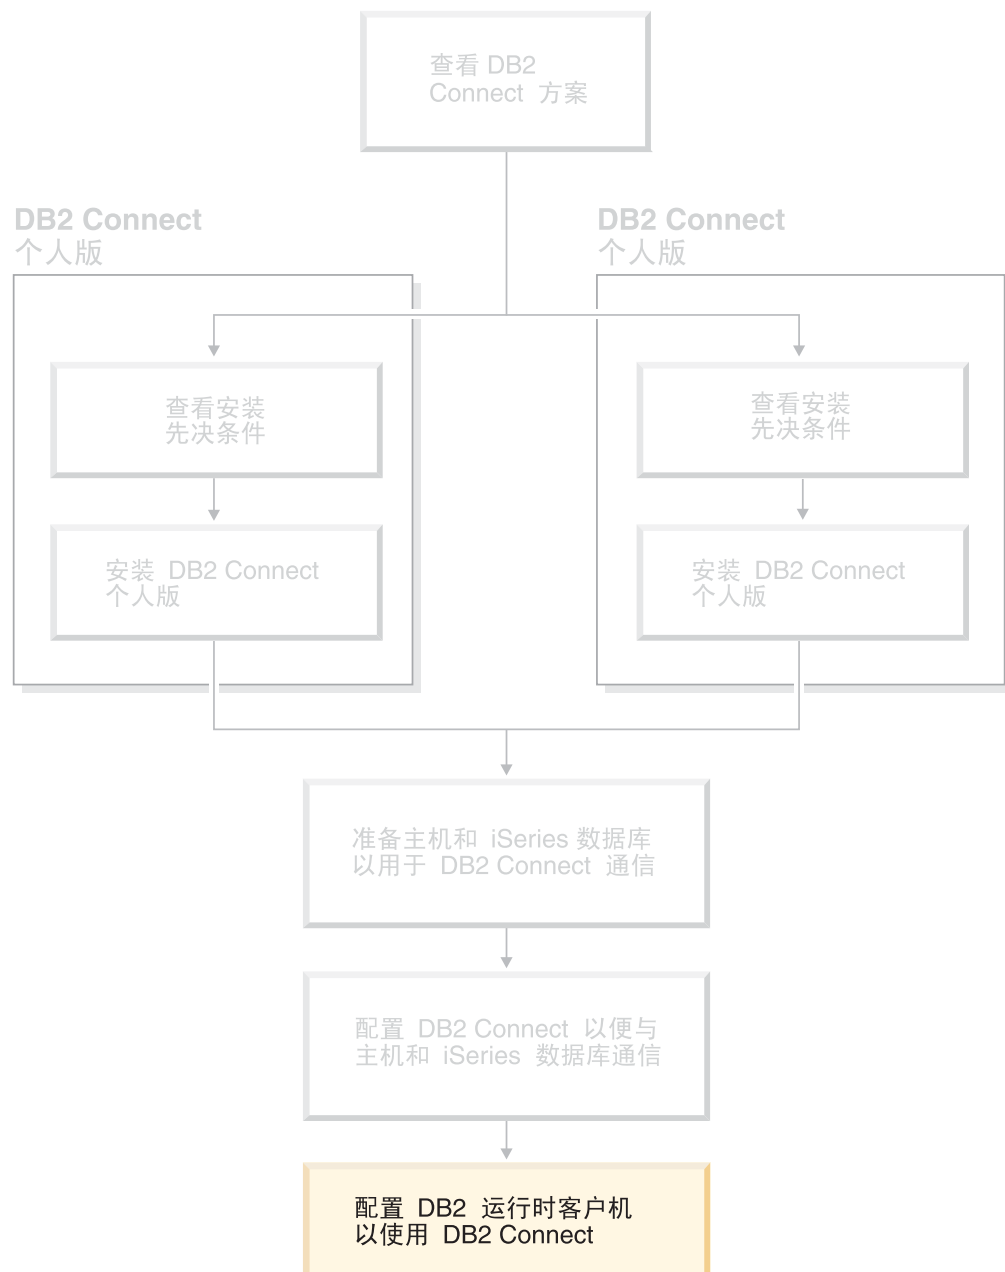 查看 DB2
Connect 方案
DB2 Connect
个人版
查看安装
先决条件
安装 DB2 Connect
个人版
DB2 Connect
个人版
查看安装
先决条件
安装 DB2 Connect
个人版
准备主机和 iSeries 数据库
以用于 DB2 Connect 通信
配置 DB2 Connect 以便与
主机和 iSeries 数据库通信
配置 DB2 运行时客户机
以使用 DB2 Connect